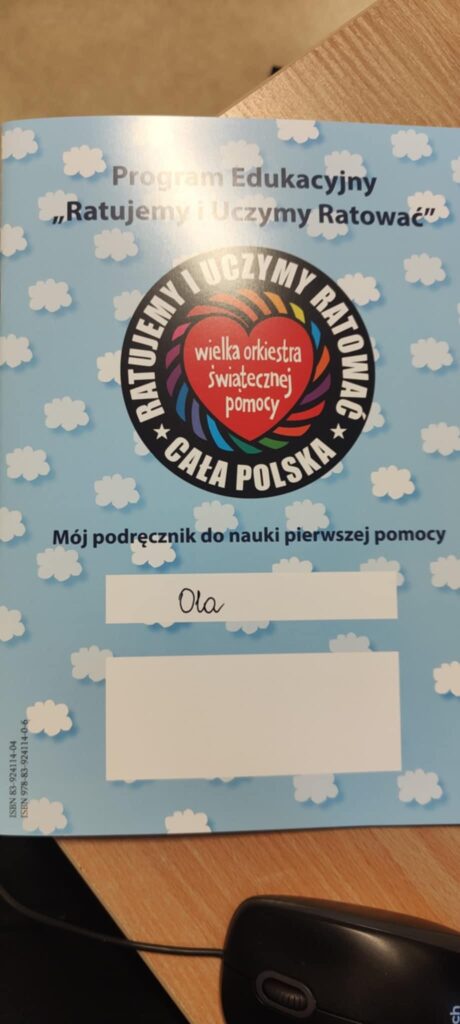 Program Edukacyjny
„Ratujemy i Uczymy Ratować”
RATUJEMY I UCZYMY RATOWAĆ
wielka orkiestra
świątecznej
pomocy
★ CAŁA POLSKA ★
Mój podręcznik do nauki pierwszej pomocy
Ola
ISBN 83-924114-04
ISBN 978-83-924114-0-6